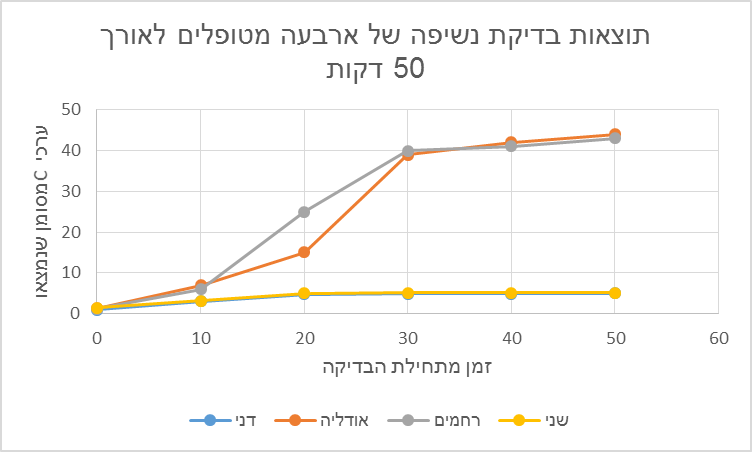 תוצאות בדיקת נשיפה של ארבעה מטופלים לאורך
50 דקות
ערכי C מסומן שנמצאו
50
40
30
20
10
0
0 10 20 30 40 50 60
זמן מתחילת הבדיקה
דני אודליה רחמים שני